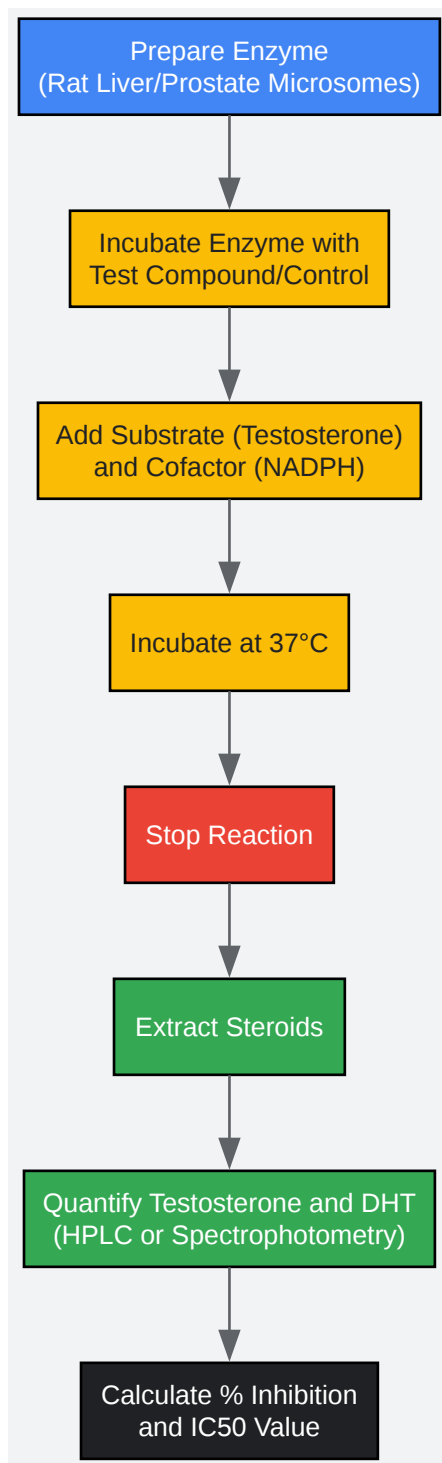 Prepare Enzyme
(Rat Liver/Prostate Microsomes)
Incubate Enzyme with
Test Compound/Control
Add Substrate (Testosterone)
and Cofactor (NADPH)
Incubate at 37°C
Stop Reaction
Extract Steroids
Quantify Testosterone and DHT
(HPLC or Spectrophotometry)
Calculate % Inhibition
and IC50 Value